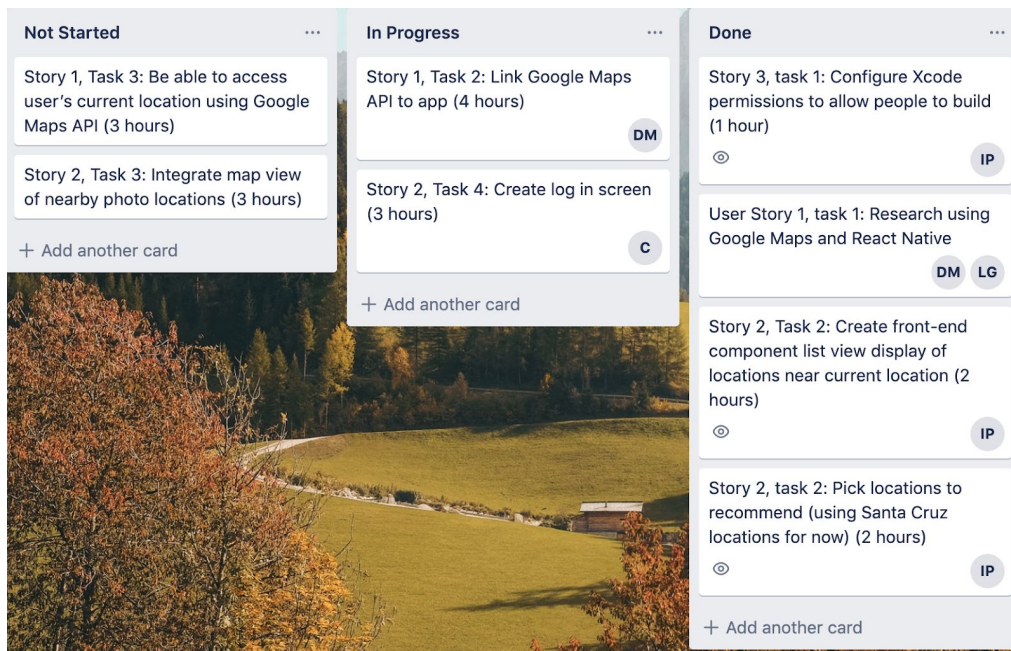 Not Started
Story 1, Task 3: Be able to access
user’s current location using Google
Maps API (3 hours)
Story 2, Task 3: Integrate map view
of nearby photo locations (3 hours)
+ Add another card
In Progress
Story 1, Task 2: Link Google Maps
API to app (4 hours)
DM
Story 2, Task 4: Create log in screen
(3 hours)
C
+ Add another card
Done
Story 3, task 1: Configure Xcode
permissions to allow people to build
(1 hour)
IP
User Story 1, task 1: Research using
Google Maps and React Native
DM LG
Story 2, Task 2: Create front-end
component list view display of
locations near current location (2
hours)
IP
Story 2, task 2: Pick locations to
recommend (using Santa Cruz
locations for now) (2 hours)
IP
+ Add another card